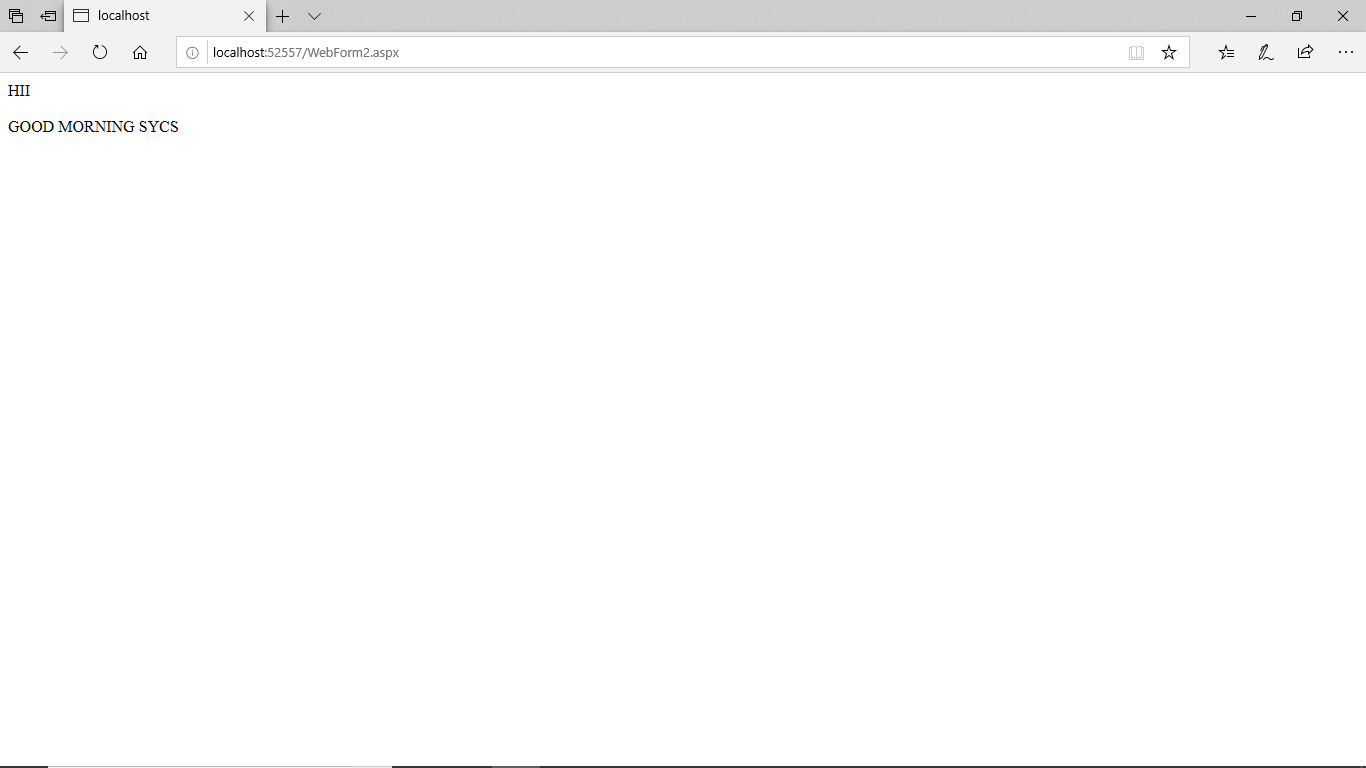 localhost
localhost:52557/WebForm2.aspx
HII
GOOD MORNING SYCS